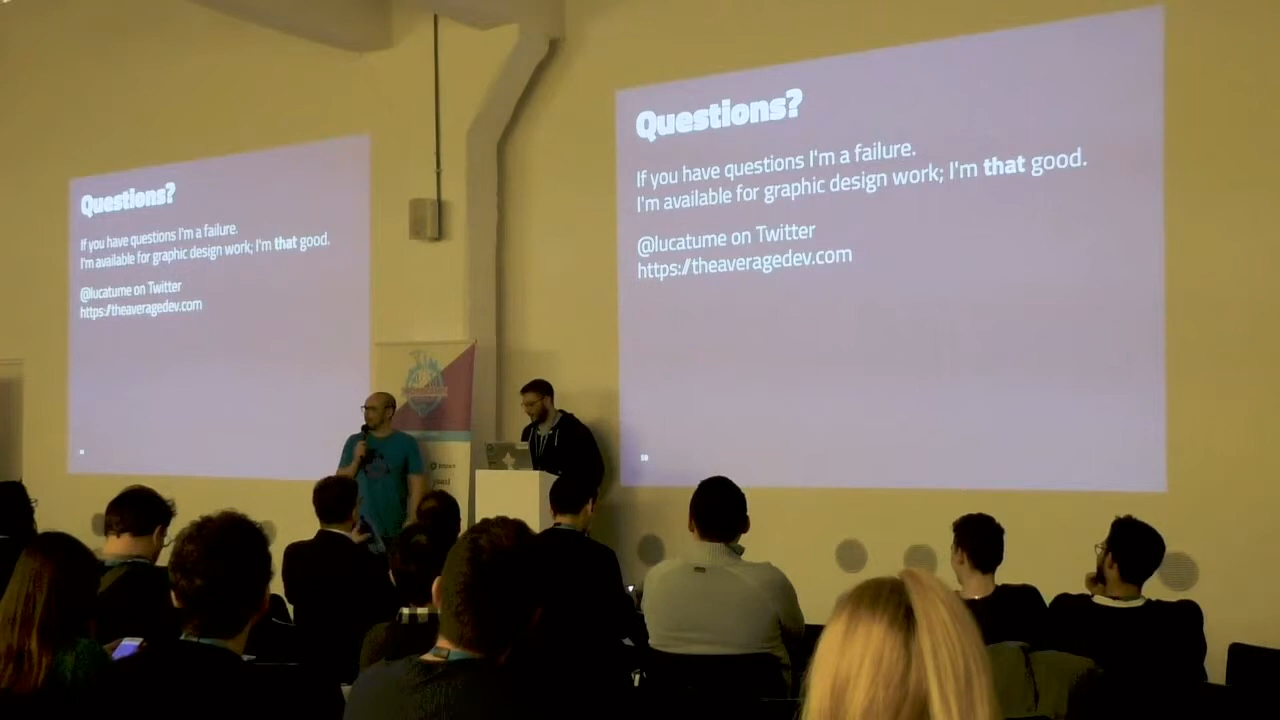 Questions?
If you have questions I'm a failure.
I'm available for graphic design work; I'm that good.
@lucatume on Twitter
https://theaveragedev.com
Questions?
If you have questions I'm a failure.
I'm available for graphic design work; I'm that good.
@lucatume on Twitter
https://theaveragedev.com